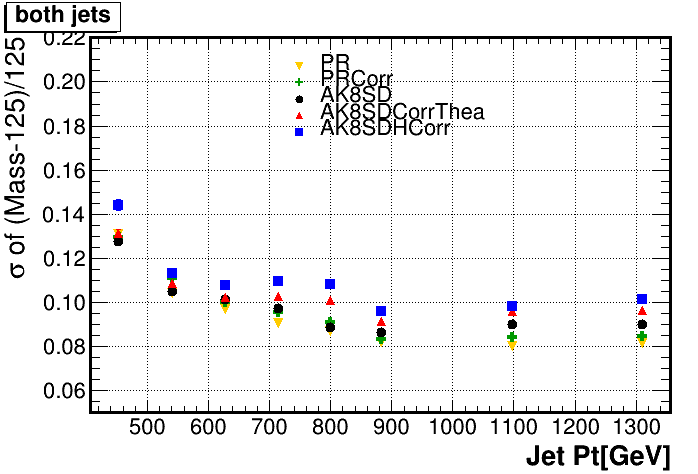 both jets
σ of (Mass-125)/125
0.22
0.20
0.18
0.16
0.14
0.12
0.10
0.08
0.06
PR
PRCorr
AK8SD
AK8SDCorrThea
AK8SDHCorr
500 600 700 800 900 1000 1100 1200 1300
Jet Pt[GeV]